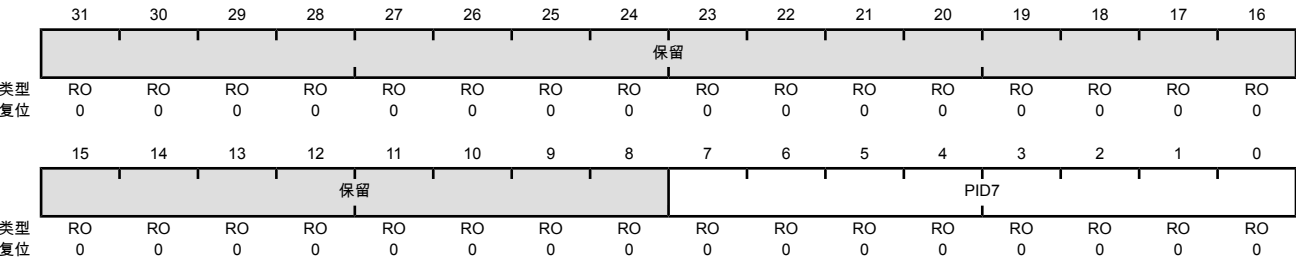 31 30 29 28 27 26 25 24 23 22 21 20 19 18 17 16
保留
类型 RO RO RO RO RO RO RO RO RO RO RO RO RO RO RO RO
复位 0 0 0 0 0 0 0 0 0 0 0 0 0 0 0 0
15 14 13 12 11 10 9 8 7 6 5 4 3 2 1 0
保留 PID7
类型 RO RO RO RO RO RO RO RO RO RO RO RO RO RO RO RO
复位 0 0 0 0 0 0 0 0 0 0 0 0 0 0 0 0